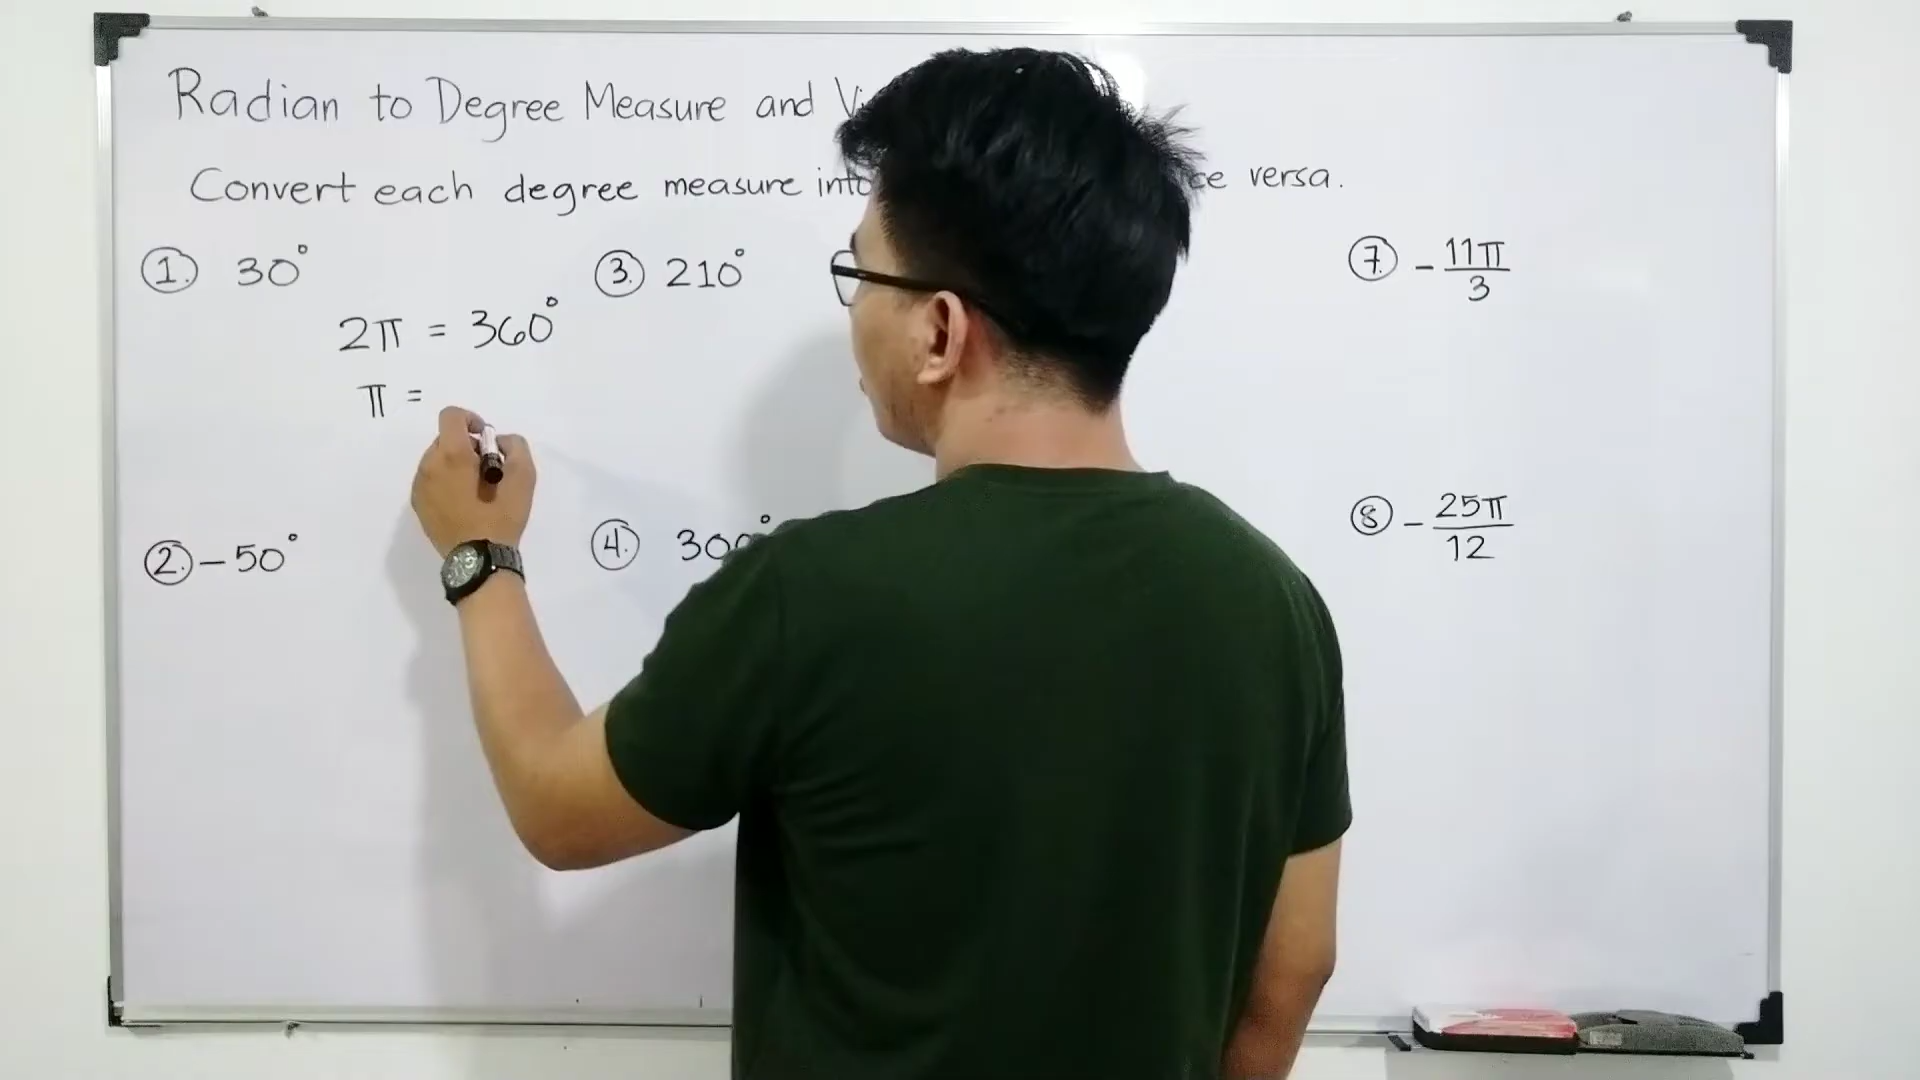 Radian to Degree Measure and
Convert each degree measure into versa.
1. 30°
2π = 360°
π =
2. -50°
3. 210°
4. 300°
7. - 11π/3
8 - 25π/12